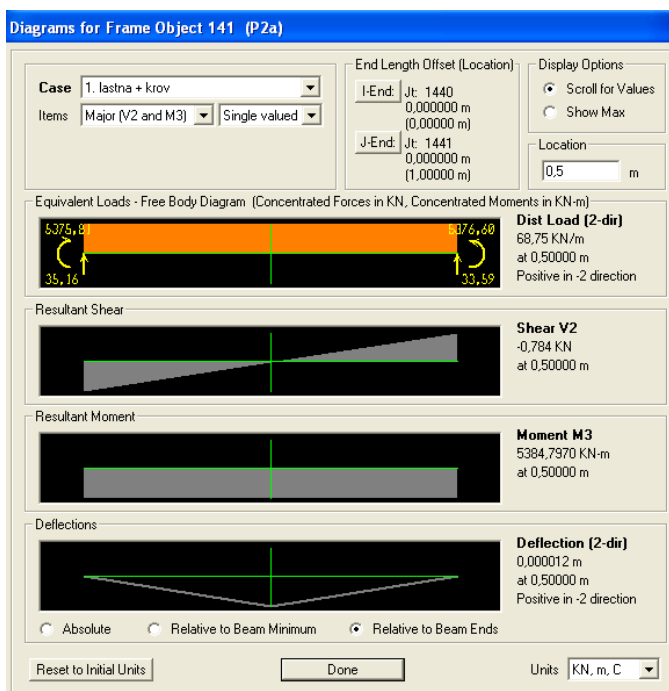 Diagrams for Frame Object 141 (P2a)
Case 1. lastna + krov
Items Major (V2 and M3) Single valued
End Length Offset (Location)
I-End: Jt: 1440
0,000000 m
(0,00000 m)
J-End: Jt: 1441
0,000000 m
(1,00000 m)
Display Options
Scroll for Values
Show Max
Location
0,5 m
Equivalent Loads - Free Body Diagram (Concentrated Forces in KN, Concentrated Moments in KN-m)
5375,81 5376,60
35,16 33,59
Dist Load (2-dir)
68,75 KN/m
at 0,50000 m
Positive in -2 direction
Resultant Shear
Shear V2
-0,784 KN
at 0,50000 m
Resultant Moment
Moment M3
5384,7970 KN-m
at 0,50000 m
Deflections
Deflection (2-dir)
0,000012 m
at 0,50000 m
Positive in -2 direction
Absolute Relative to Beam Minimum Relative to Beam Ends
Reset to Initial Units Done Units KN, m, C